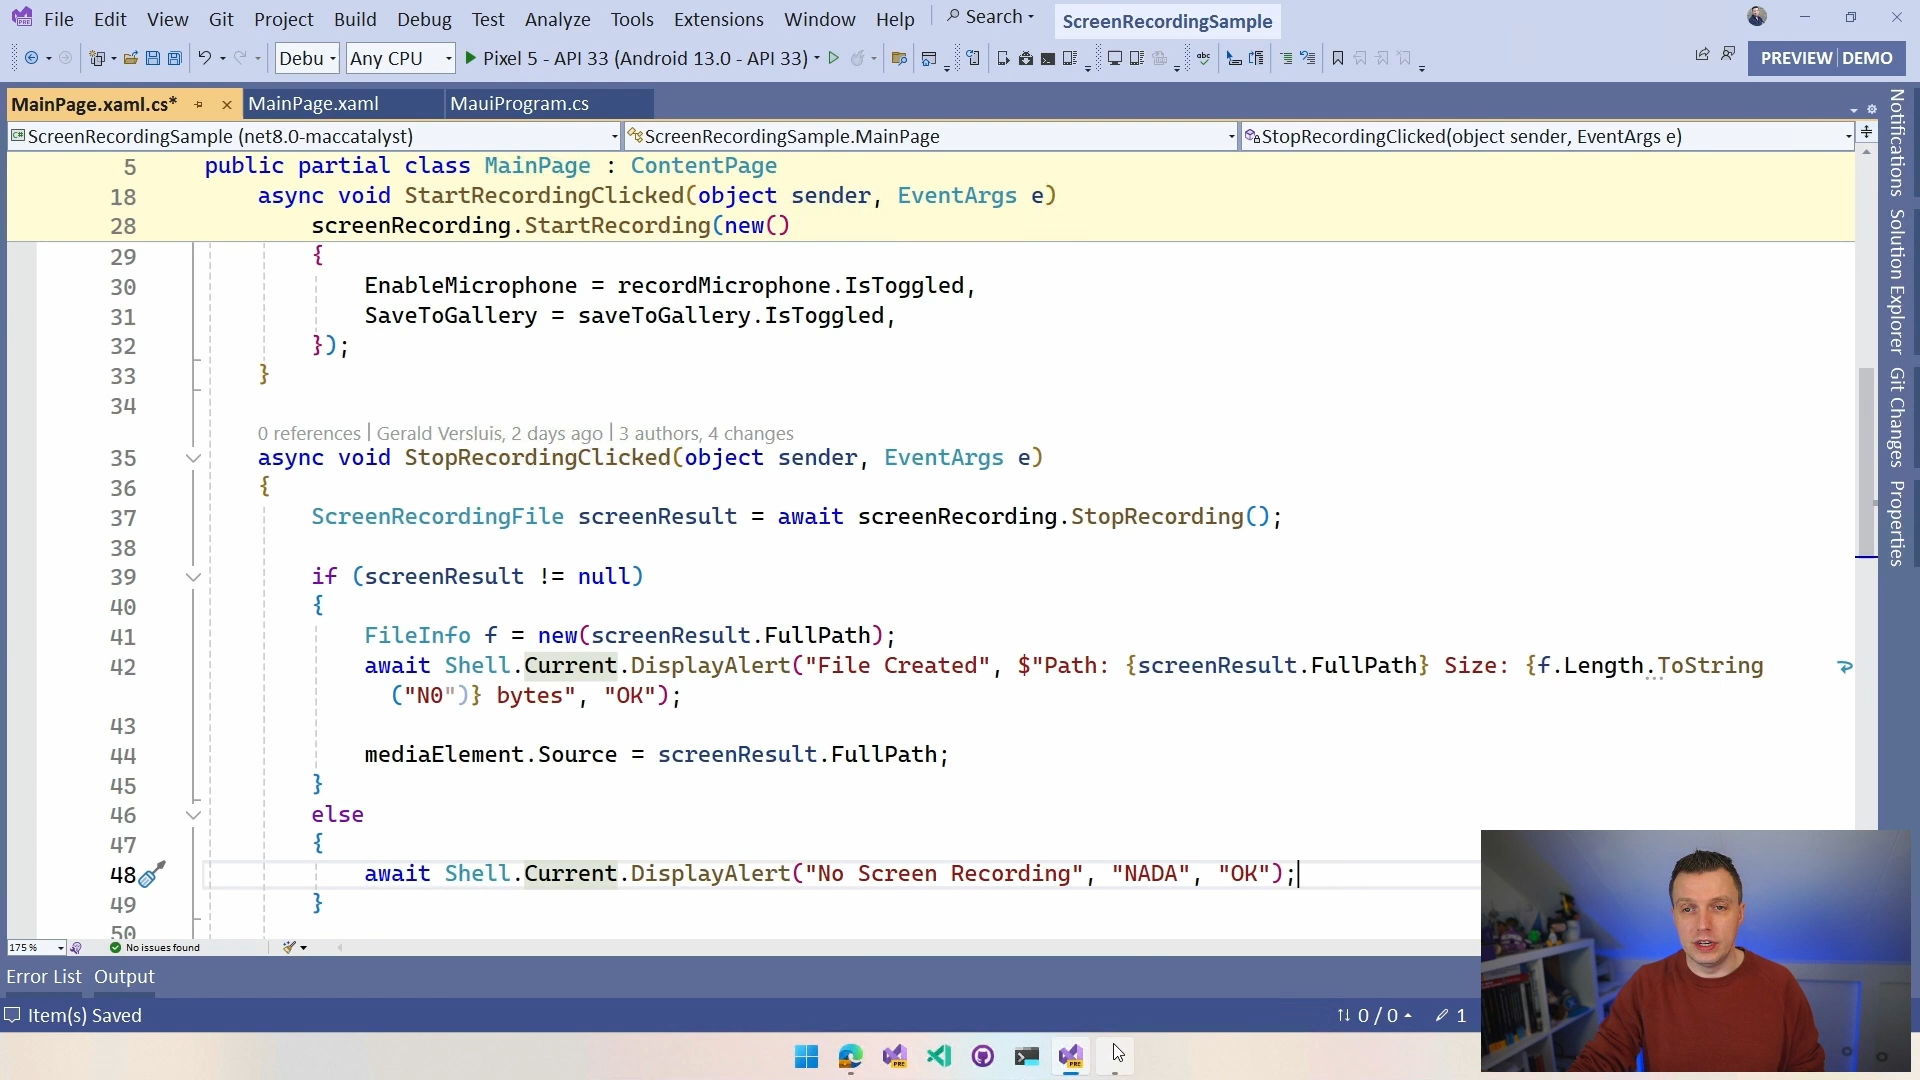 File Edit View Git Project Build Debug Test Analyze Tools Extensions Window Help Search ScreenRecordingSample
Debu Any CPU Pixel 5 - API 33 (Android 13.0 - API 33) PREVIEW DEMO
MainPage.xaml.cs* MainPage.xaml MauiProgram.cs
ScreenRecordingSample (net8.0-maccatalyst) ScreenRecordingSample.MainPage StopRecordingClicked(object sender, EventArgs e)
5 public partial class MainPage : ContentPage
18 async void StartRecordingClicked(object sender, EventArgs e)
28 screenRecording.StartRecording(new()
29 {
30 EnableMicrophone = recordMicrophone.IsToggled,
31 SaveToGallery = saveToGallery.IsToggled,
32 });
33 }
34
0 references | Gerald Versluis, 2 days ago | 3 authors, 4 changes
35 async void StopRecordingClicked(object sender, EventArgs e)
36 {
37 ScreenRecordingFile screenResult = await screenRecording.StopRecording();
38
39 if (screenResult != null)
40 {
41 FileInfo f = new(screenResult.FullPath);
42 await Shell.Current.DisplayAlert("File Created", $"Path: {screenResult.FullPath} Size: {f.Length.ToString
("N0")} bytes", "OK");
43
44 mediaElement.Source = screenResult.FullPath;
45 }
46 else
47 {
48 await Shell.Current.DisplayAlert("No Screen Recording", "NADA", "OK");
49 }
50
175 % No issues found
Error List Output
Item(s) Saved 0 / 0 1
Notifications
Solution Explorer
Git Changes
Properties